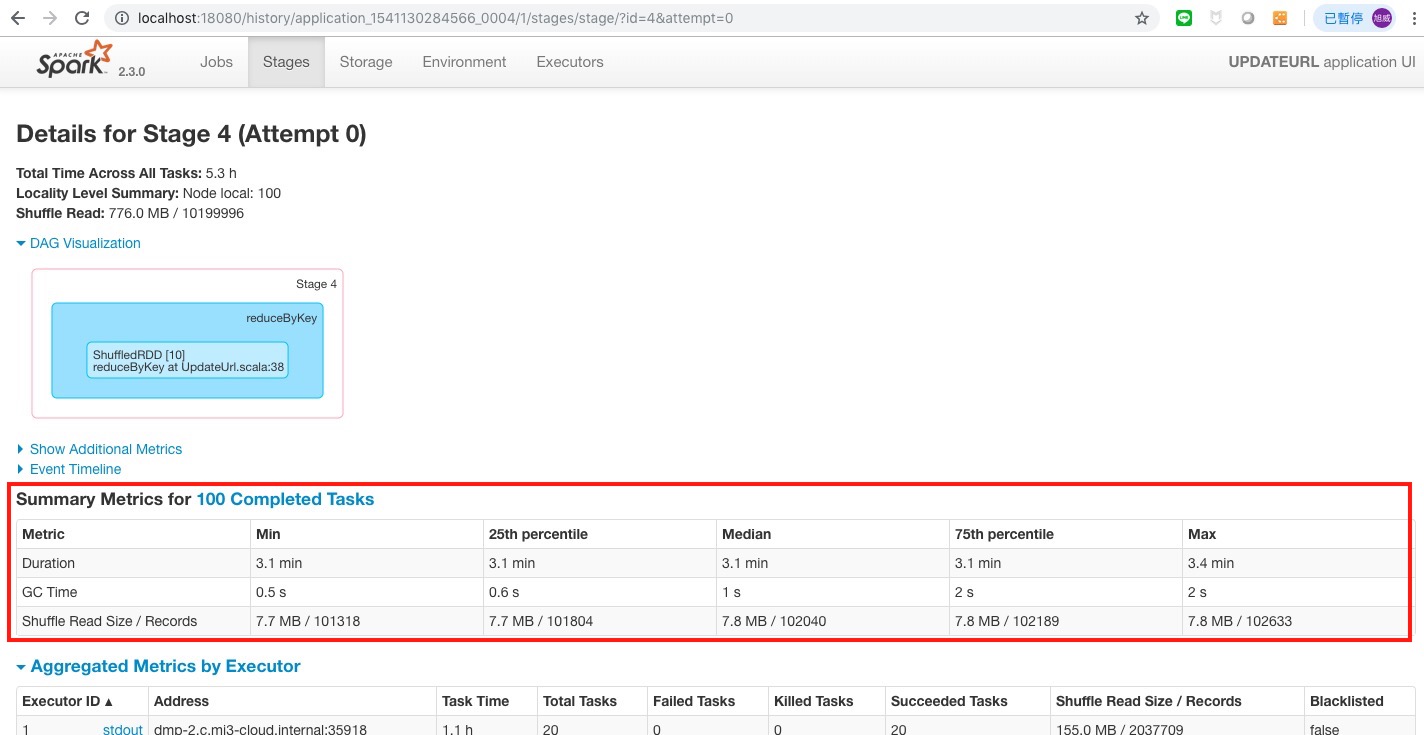 localhost:18080/history/application_1541130284566_0004/1/stages/stage/?id=4&attempt=0
已暫停 旭威
APACHE Spark 2.3.0 Jobs Stages Storage Environment Executors UPDATEURL application UI
Details for Stage 4 (Attempt 0)
Total Time Across All Tasks: 5.3 h
Locality Level Summary: Node local: 100
Shuffle Read: 776.0 MB / 10199996
DAG Visualization
Stage 4
reduceByKey
ShuffledRDD [10]
reduceByKey at UpdateUrl.scala:38
Show Additional Metrics
Event Timeline
Summary Metrics for 100 Completed Tasks
Metric Min 25th percentile Median 75th percentile Max
Duration 3.1 min 3.1 min 3.1 min 3.1 min 3.4 min
GC Time 0.5 s 0.6 s 1 s 2 s 2 s
Shuffle Read Size / Records 7.7 MB / 101318 7.7 MB / 101804 7.8 MB / 102040 7.8 MB / 102189 7.8 MB / 102633
Aggregated Metrics by Executor
Executor ID ▲ Address Task Time Total Tasks Failed Tasks Killed Tasks Succeeded Tasks Shuffle Read Size / Records Blacklisted
1 stdout dmp-2.c.mi3-cloud.internal:35918 1.1 h 20 0 0 20 155.0 MB / 2037709 false